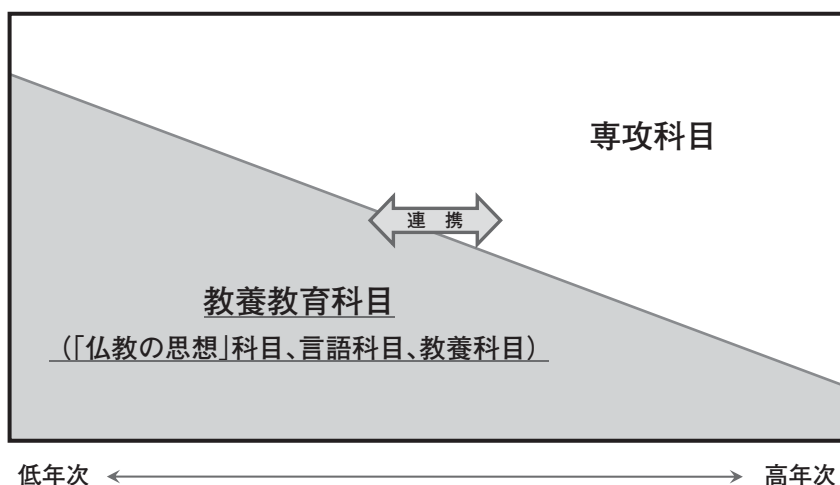 専攻科目
連 携
教養教育科目
（「仏教の思想」科目、言語科目、教養科目）
低年次
高年次